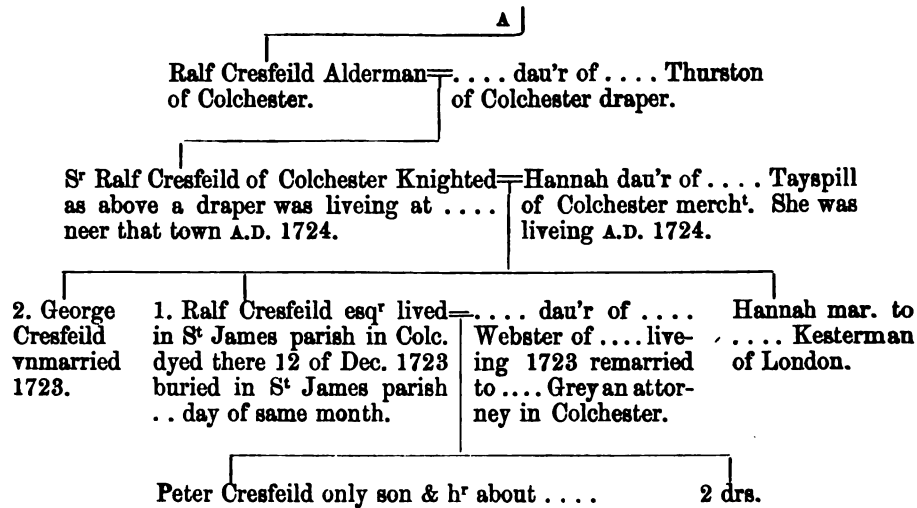 A
Ralf Cresfeild Alderman=. . . . dau'r of . . . . Thurston
of Colchester. of Colchester draper.
Sʳ Ralf Cresfeild of Colchester Knighted=Hannah dau'r of . . . . Tayspill
as above a draper was liveing at . . . . of Colchester merchᵗ. She was
neer that town A.D. 1724. liveing A.D. 1724.
2. George
Cresfeild
vnmarried
1723.
1. Ralf Cresfeild esqʳ lived=
in Sᵗ James parish in Colc.
dyed there 12 of Dec. 1723
buried in Sᵗ James parish
. . day of same month.
. . . . dau'r of . . . .
Webster of . . . . live-
ing 1723 remarried
to . . . . Grey an attor-
ney in Colchester.
Hannah mar. to
. . . . Kesterman
of London.
Peter Cresfeild only son & hʳ about . . . . 2 drs.